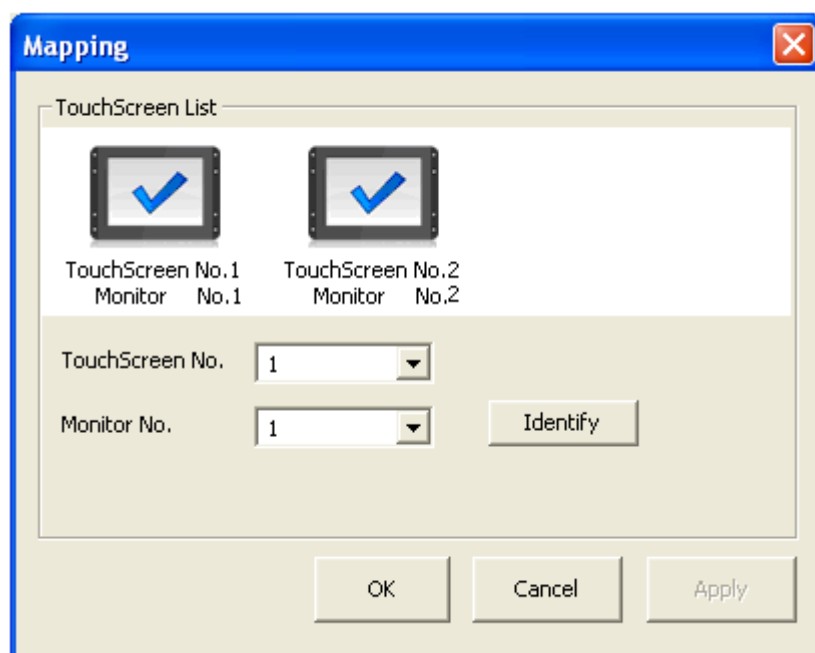 Mapping
TouchScreen List
TouchScreen No.1
Monitor No.1
TouchScreen No.2
Monitor No.2
TouchScreen No.
1
Monitor No.
1
Identify
OK
Cancel
Apply